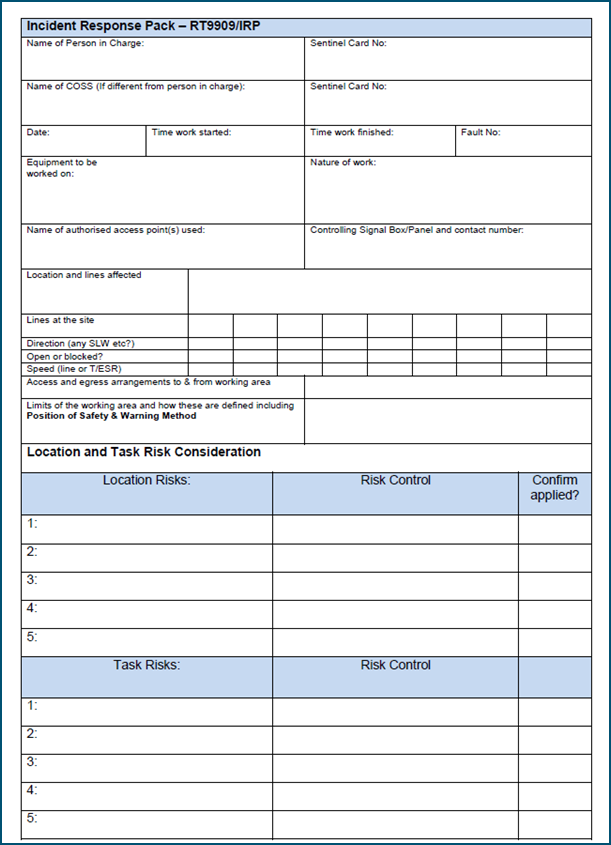 Incident Response Pack – RT9909/IRP
Name of Person in Charge: Sentinel Card No:
Name of COSS (If different from person in charge): Sentinel Card No:
Date: Time work started: Time work finished: Fault No:
Equipment to be
worked on:
Nature of work:
Name of authorised access point(s) used: Controlling Signal Box/Panel and contact number:
Location and lines affected
Lines at the site
Direction (any SLW etc?)
Open or blocked?
Speed (line or T/ESR)
Access and egress arrangements to & from working area
Limits of the working area and how these are defined including
Position of Safety & Warning Method
Location and Task Risk Consideration
Location Risks: Risk Control Confirm
applied?
1:
2:
3:
4:
5:
Task Risks: Risk Control
1:
2:
3:
4:
5: